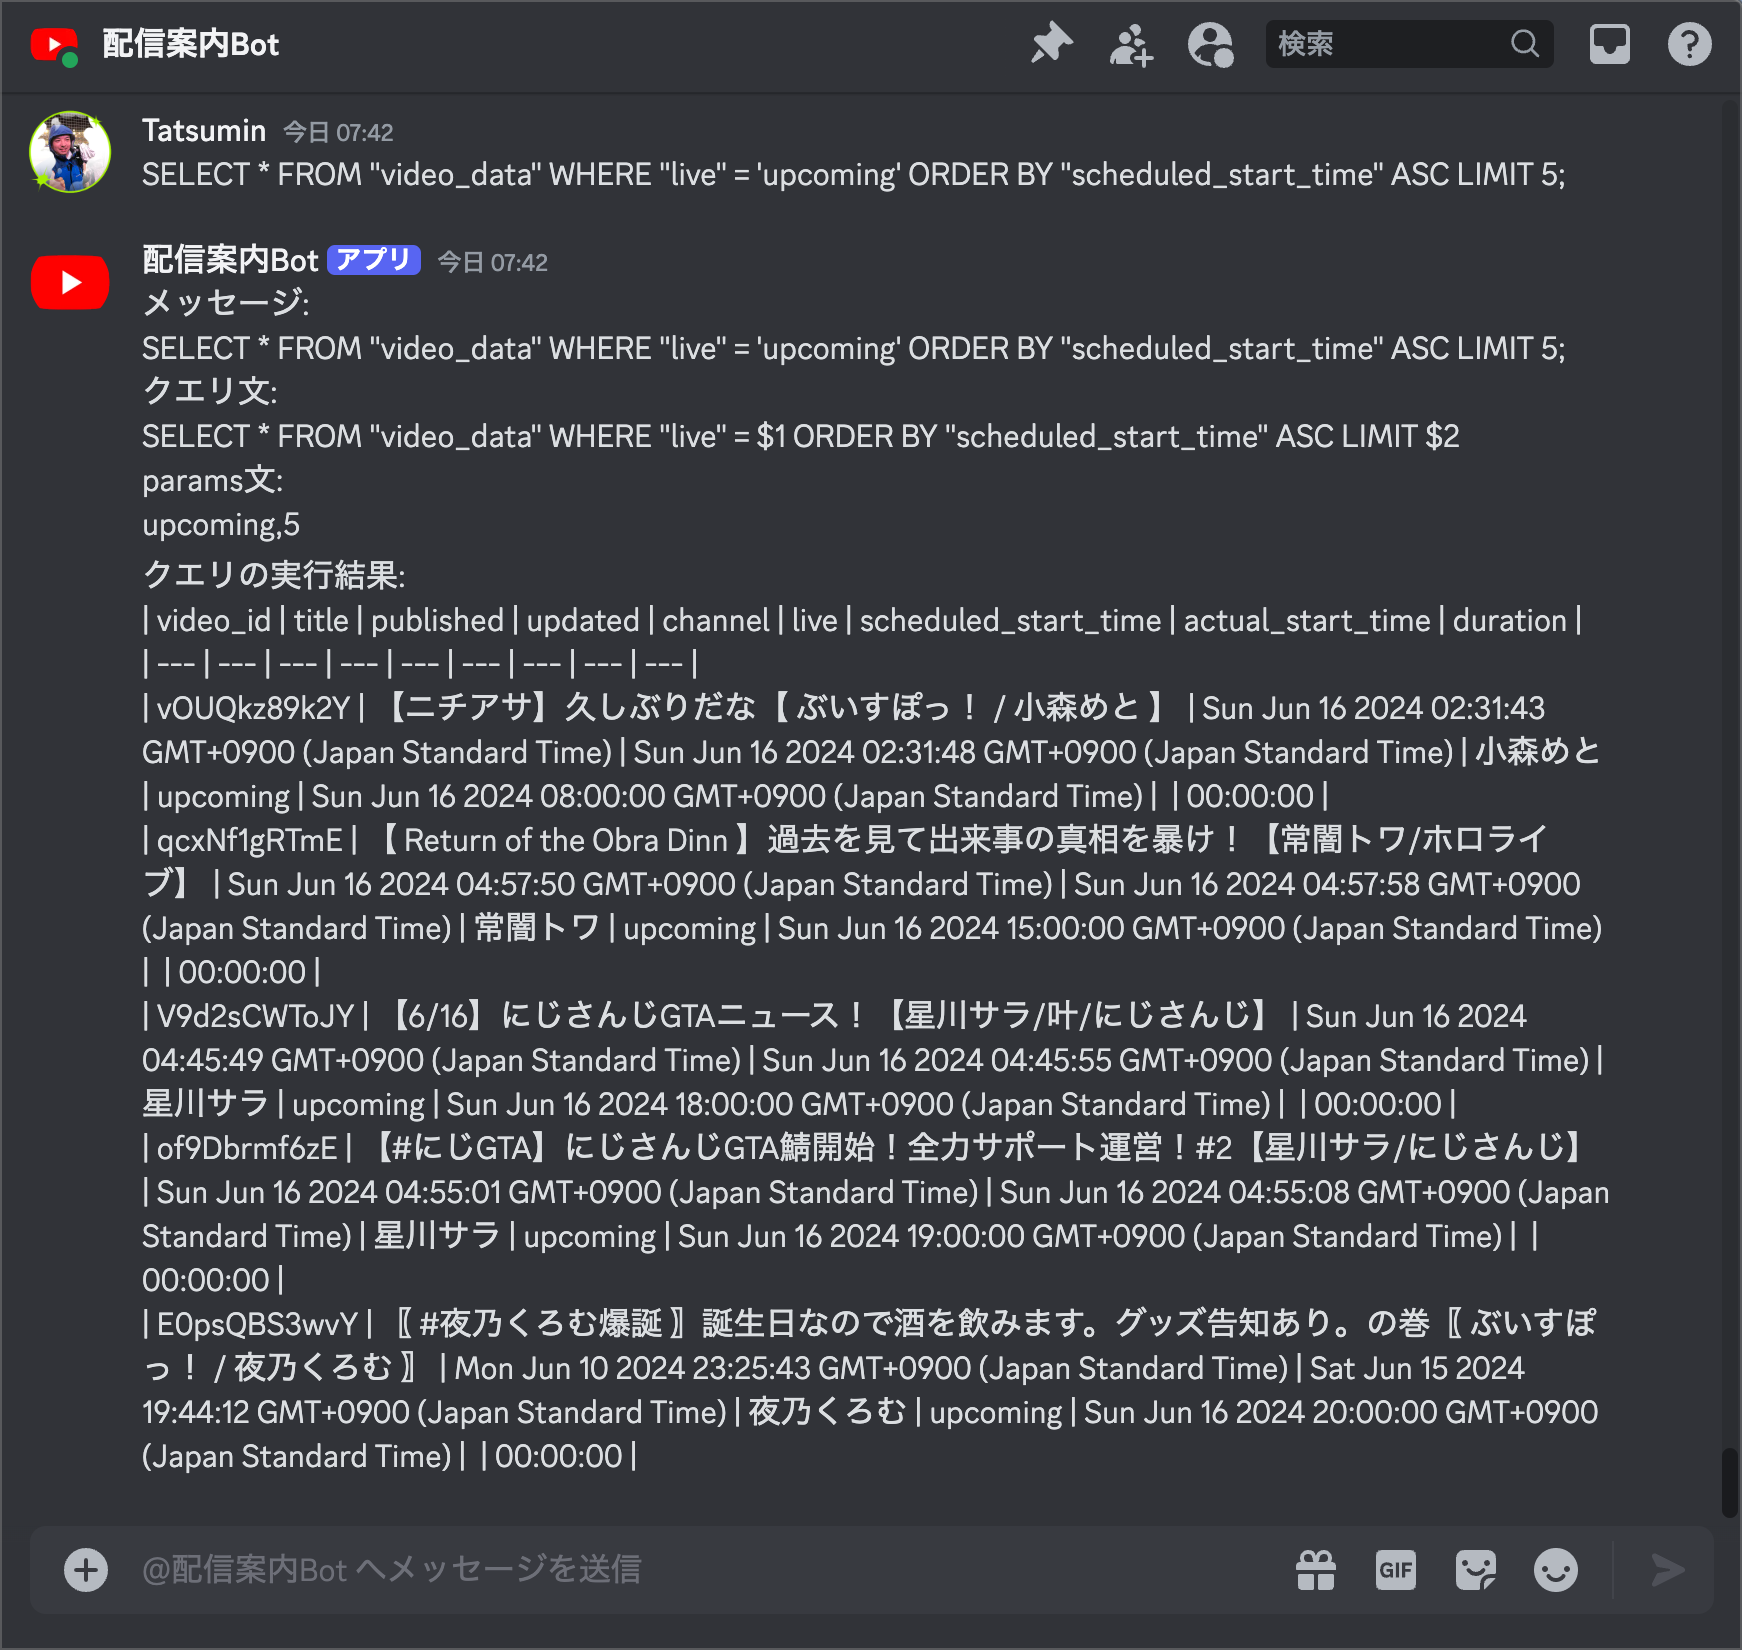 配信案内Bot
検索
Tatsumin 今日 07:42
SELECT * FROM "video_data" WHERE "live" = 'upcoming' ORDER BY "scheduled_start_time" ASC LIMIT 5;
配信案内Bot アプリ 今日 07:42
メッセージ:
SELECT * FROM "video_data" WHERE "live" = 'upcoming' ORDER BY "scheduled_start_time" ASC LIMIT 5;
クエリ文:
SELECT * FROM "video_data" WHERE "live" = $1 ORDER BY "scheduled_start_time" ASC LIMIT $2
params文:
upcoming,5
クエリの実行結果:
| video_id | title | published | updated | channel | live | scheduled_start_time | actual_start_time | duration |
| --- | --- | --- | --- | --- | --- | --- | --- | --- |
| vOUQkz89k2Y | 【ニチアサ】久しぶりだな【 ぶいすぽっ！ / 小森めと 】 | Sun Jun 16 2024 02:31:43
GMT+0900 (Japan Standard Time) | Sun Jun 16 2024 02:31:48 GMT+0900 (Japan Standard Time) | 小森めと
| upcoming | Sun Jun 16 2024 08:00:00 GMT+0900 (Japan Standard Time) | | 00:00:00 |
| qcxNf1gRTmE | 【 Return of the Obra Dinn 】過去を見て出来事の真相を暴け！【常闇トワ/ホロライ
ブ】 | Sun Jun 16 2024 04:57:50 GMT+0900 (Japan Standard Time) | Sun Jun 16 2024 04:57:58 GMT+0900
(Japan Standard Time) | 常闇トワ | upcoming | Sun Jun 16 2024 15:00:00 GMT+0900 (Japan Standard Time)
| | 00:00:00 |
| V9d2sCWToJY | 【6/16】にじさんじGTAニュース！【星川サラ/叶/にじさんじ】 | Sun Jun 16 2024
04:45:49 GMT+0900 (Japan Standard Time) | Sun Jun 16 2024 04:45:55 GMT+0900 (Japan Standard Time) |
星川サラ | upcoming | Sun Jun 16 2024 18:00:00 GMT+0900 (Japan Standard Time) | | 00:00:00 |
| of9Dbrmf6zE | 【#にじGTA】にじさんじGTA鯖開始！全力サポート運営！#2【星川サラ/にじさんじ】
| Sun Jun 16 2024 04:55:01 GMT+0900 (Japan Standard Time) | Sun Jun 16 2024 04:55:08 GMT+0900 (Japan
Standard Time) | 星川サラ | upcoming | Sun Jun 16 2024 19:00:00 GMT+0900 (Japan Standard Time) | |
00:00:00 |
| E0psQBS3wvY | 〖 #夜乃くろむ爆誕 〗誕生日なので酒を飲みます。グッズ告知あり。の巻〖 ぶいすぽ
っ！ / 夜乃くろむ 〗 | Mon Jun 10 2024 23:25:43 GMT+0900 (Japan Standard Time) | Sat Jun 15 2024
19:44:12 GMT+0900 (Japan Standard Time) | 夜乃くろむ | upcoming | Sun Jun 16 2024 20:00:00 GMT+0900
(Japan Standard Time) | | 00:00:00 |
@配信案内Bot へメッセージを送信
GIF